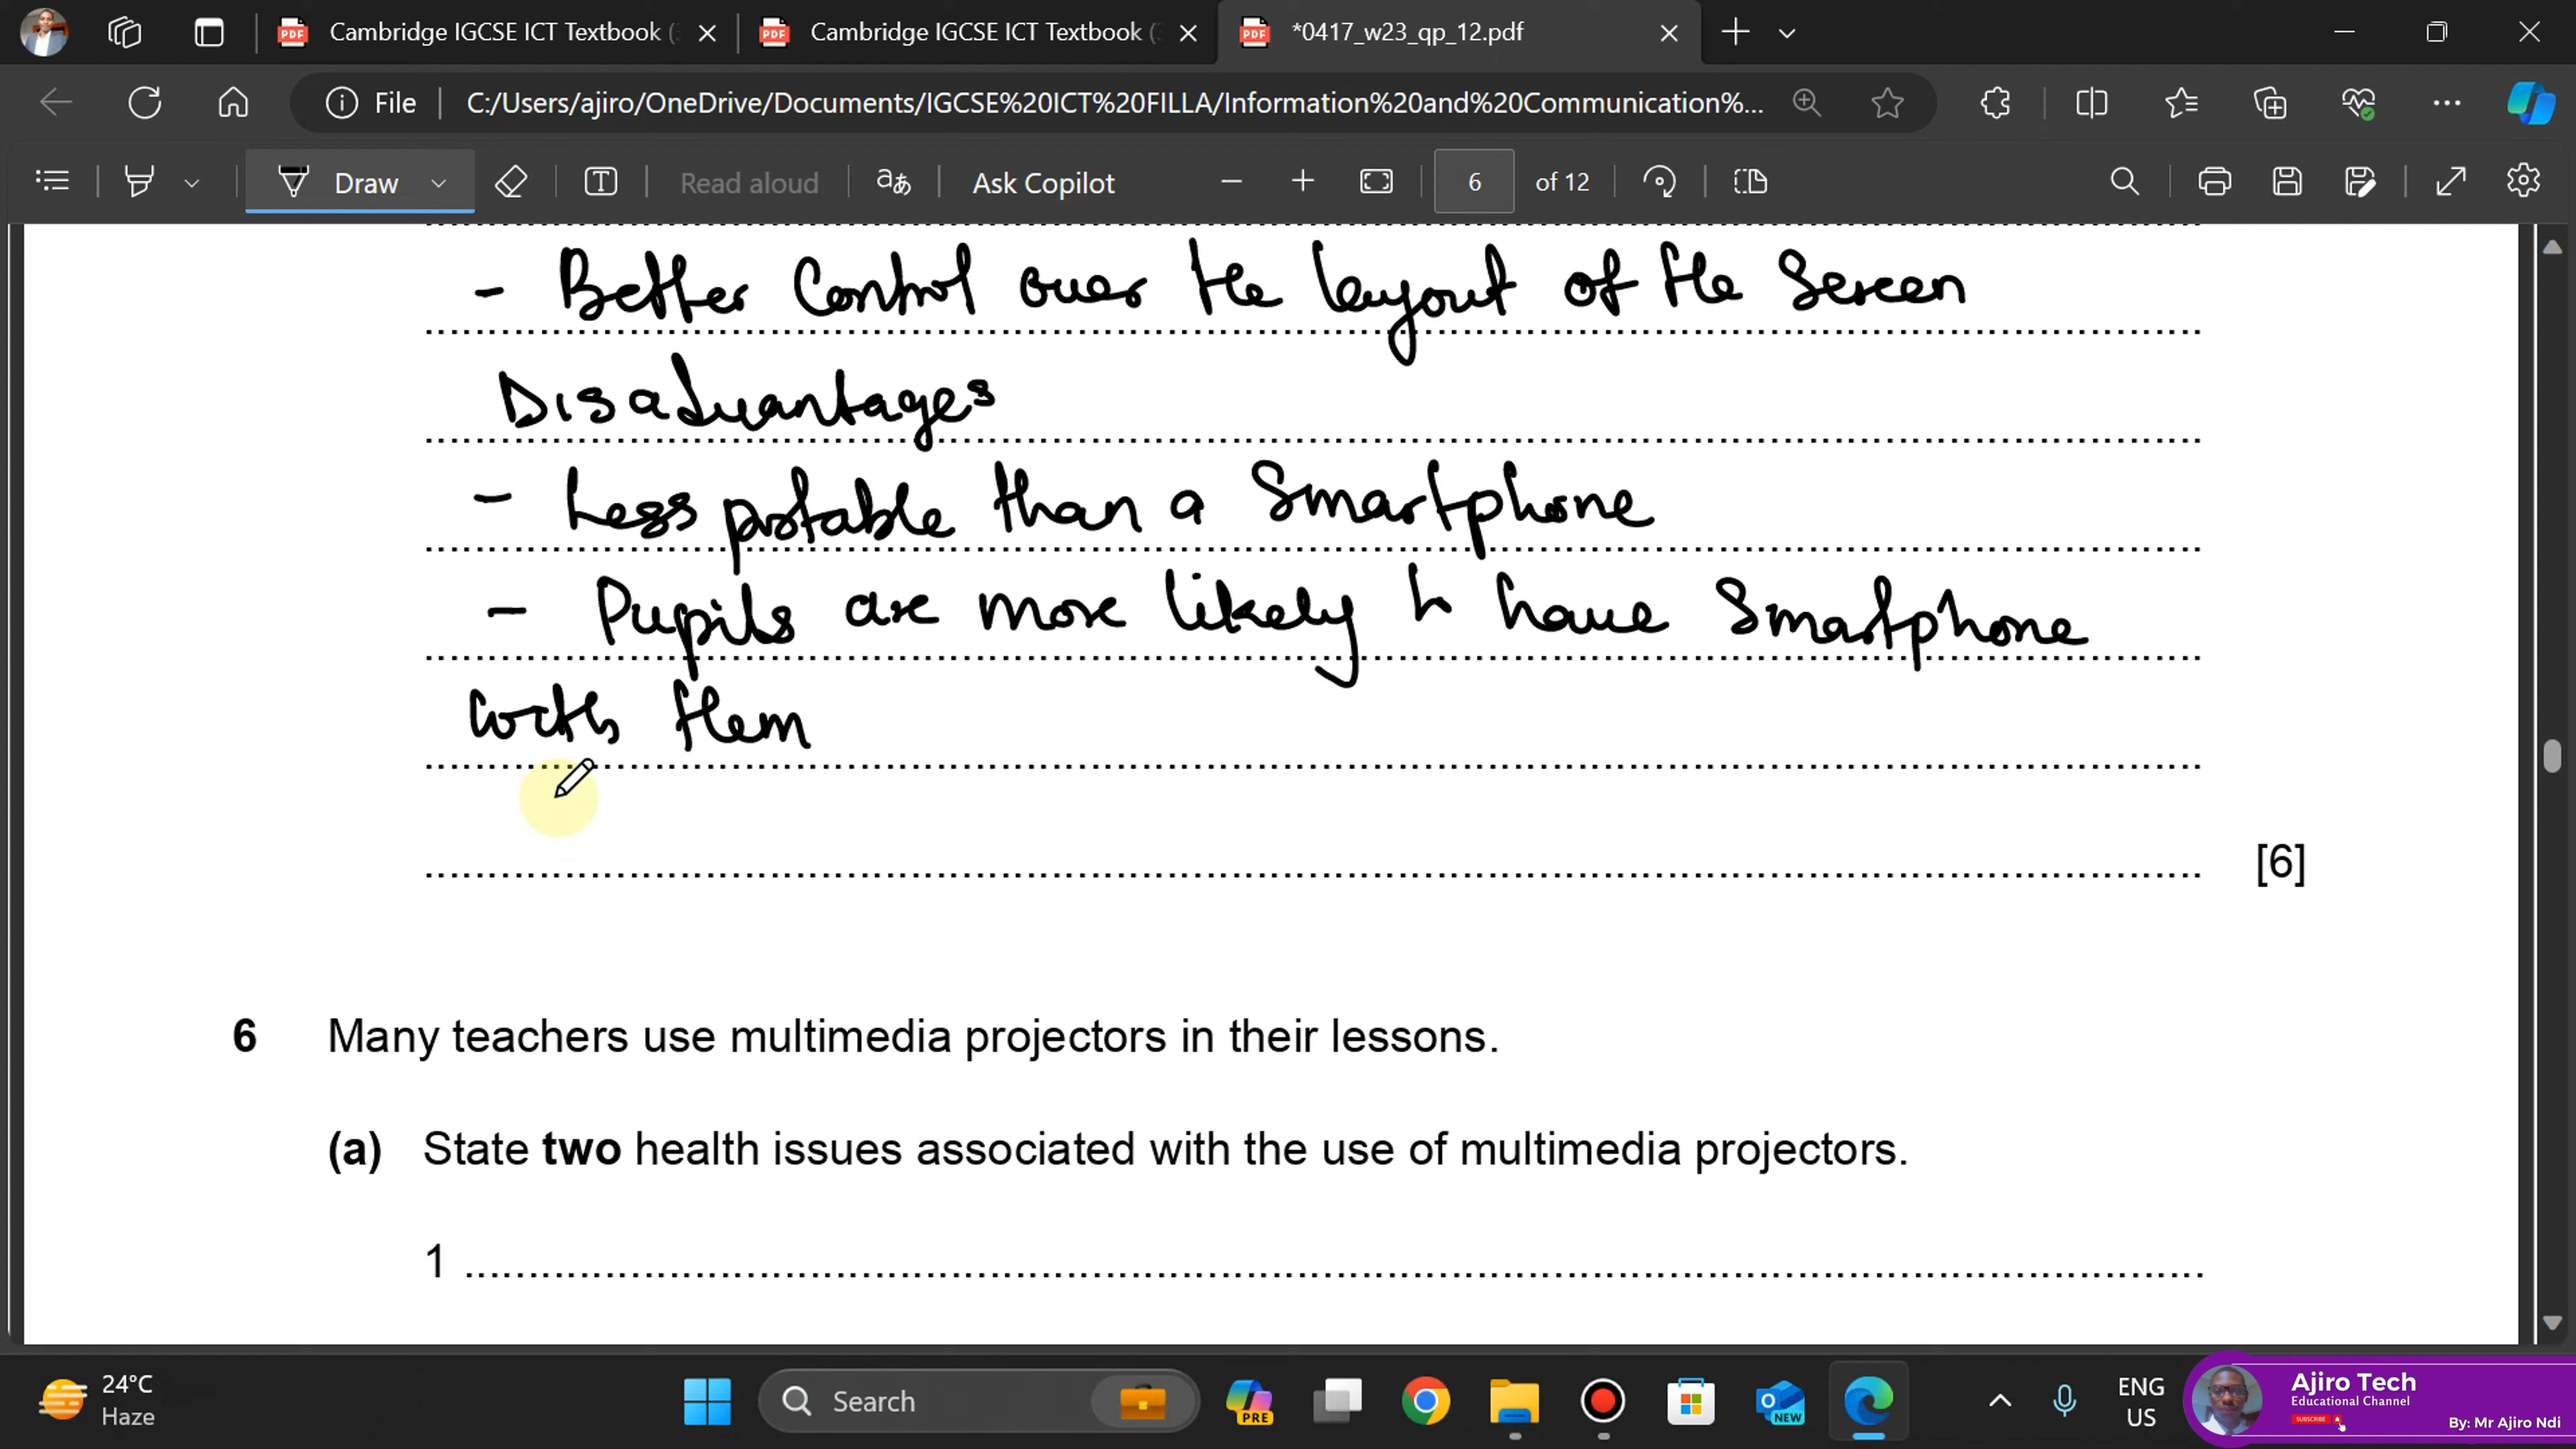 Cambridge IGCSE ICT Textbook (
Cambridge IGCSE ICT Textbook (
*0417_w23_qp_12.pdf
File
C:/Users/ajiro/OneDrive/Documents/IGCSE%20ICT%20FILLA/Information%20and%20Communication%...
Draw
Read aloud
Ask Copilot
6 of 12
- Better Control over the layout of the Screen
Disadvantages
- Less potable than a Smartphone
- Pupils are more likely to have Smartphone
with them
[6]
6 Many teachers use multimedia projectors in their lessons.
(a) State two health issues associated with the use of multimedia projectors.
1
24°C
Haze
Search
PRE
NEW
ENG
US
Ajiro Tech
Educational Channel
SUBSCRIBE
By: Mr Ajiro Ndi